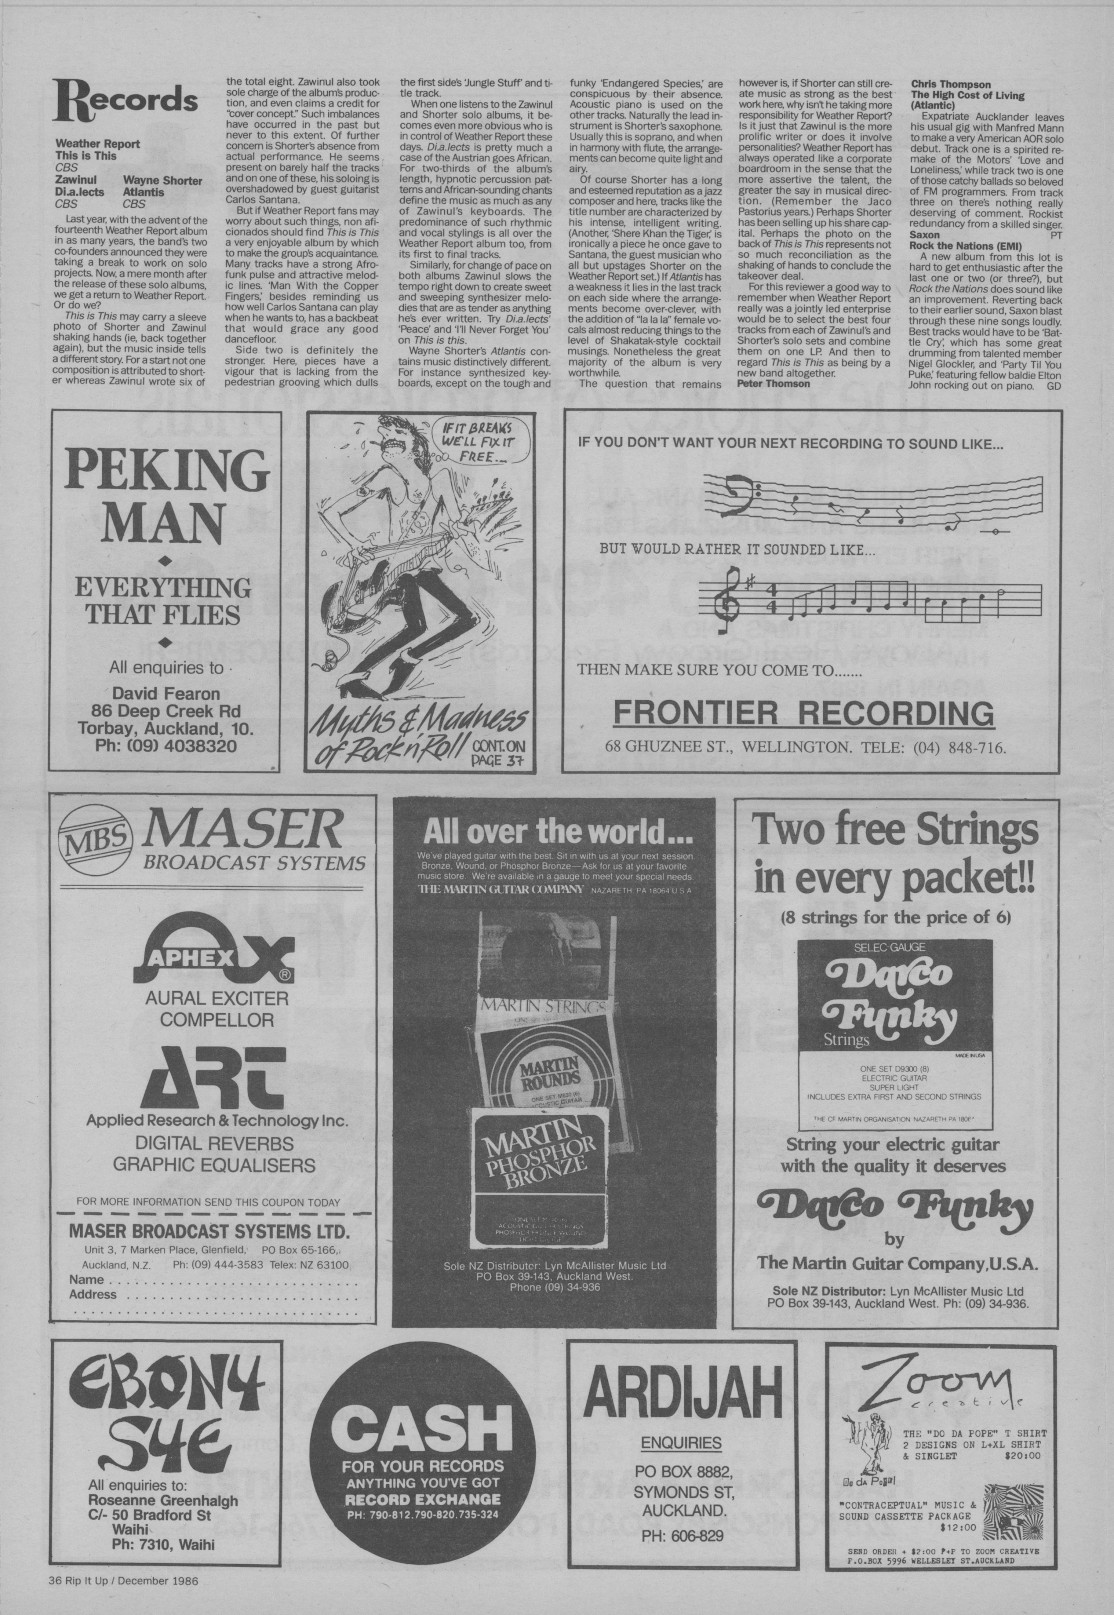 Records
Weather Report
This is This
CBS
Zawinul
Di.a.lects
CBS
Wayne Shorter
Atlantis
CBS
Last year, with the advent of the
fourteenth Weather Report album
in as many years, the band's two
co-founders announced they were
taking a break to work on solo
projects. Now, a mere month after
the release of these solo albums,
we get a return to Weather Report.
Or do we?
This is This may carry a sleeve
photo of Shorter and Zawinul
shaking hands (ie, back together
again), but the music inside tells
a different story. For a start not one
composition is attributed to short-
er whereas Zawinul wrote six of
the total eight. Zawinul also took
sole charge of the album's produc-
tion, and even claims a credit for
"cover concept." Such imbalances
have occurred in the past but
never to this extent. Of further
concern is Shorter's absence from
actual performance. He seems
present on barely half the tracks
and on one of these, his soloing is
overshadowed by guest guitarist
Carlos Santana.
But if Weather Report fans may
worry about such things, non afi-
cionados should find This is This
a very enjoyable album by which
to make the group's acquaintance.
Many tracks have a strong Afro-
funk pulse and attractive melod-
ic lines. 'Man With the Copper
Fingers,' besides reminding us
how well Carlos Santana can play
when he wants to, has a backbeat
that would grace any good
dancefloor.
Side two is definitely the
stronger. Here, pieces have a
vigour that is lacking from the
pedestrian grooving which dulls
the first side's 'Jungle Stuff' and ti-
tle track.
When one listens to the Zawinul
and Shorter solo albums, it be-
comes even more obvious who is
in control of Weather Report these
days. Di.a.lects is pretty much a
case of the Austrian goes African.
For two-thirds of the album's
length, hypnotic percussion pat-
terns and African-sounding chants
define the music as much as any
of Zawinul's keyboards. The
predominance of such rhythmic
and vocal stylings is all over the
Weather Report album too, from
its first to final tracks.
Similarly, for change of pace on
both albums Zawinul slows the
tempo right down to create sweet
and sweeping synthesizer melo-
dies that are as tender as anything
he's ever written. Try Di.a.lects'
'Peace' and 'I'll Never Forget You'
on This is this.
Wayne Shorter's Atlantis con-
tains music distinctively different.
For instance synthesized key-
boards, except on the tough and
funky 'Endangered Species,' are
conspicuous by their absence.
Acoustic piano is used on the
other tracks. Naturally the lead in-
strument is Shorter's saxophone.
Usually this is soprano, and when
in harmony with flute, the arrange-
ments can become quite light and
airy.
Of course Shorter has a long
and esteemed reputation as a jazz
composer and here, tracks like the
title number are characterized by
his intense, intelligent writing.
(Another, 'Shere Khan the Tiger,' is
ironically a piece he once gave to
Santana, the guest musician who
all but upstages Shorter on the
Weather Report set.) If Atlantis has
a weakness it lies in the last track
on each side where the arrange-
ments become over-clever, with
the addition of "la la la" female vo-
cals almost reducing things to the
level of Shakatak-style cocktail
musings. Nonetheless the great
majority of the album is very
worthwhile.
The question that remains
however, is, if Shorter can still cre-
ate music as strong as the best
work here, why isn't he taking more
responsibility for Weather Report?
Is it just that Zawinul is the more
prolific writer or does it involve
personalities? Weather Report has
always operated like a corporate
boardroom in the sense that the
more assertive the talent, the
greater the say in musical direc-
tion. (Remember the Jaco
Pastorius years.) Perhaps Shorter
has been selling up his share cap-
ital. Perhaps the photo on the
back of This is This represents not
so much reconciliation as the
shaking of hands to conclude the
takeover deal.
For this reviewer a good way to
remember when Weather Report
really was a jointly led enterprise
would be to select the best four
tracks from each of Zawinul's and
Shorter's solo sets and combine
them on one LP. And then to
regard This is This as being by a
new band altogether.
Peter Thomson
Chris Thompson
The High Cost of Living
(Atlantic)
Expatriate Aucklander leaves
his usual gig with Manfred Mann
to make a very American AOR solo
debut. Track one is a spirited re-
make of the Motors' 'Love and
Loneliness,' while track two is one
of those catchy ballads so beloved
of FM programmers. From track
three on there's nothing really
deserving of comment. Rockist
redundancy from a skilled singer.
PT
Saxon
Rock the Nations (EMI)
A new album from this lot is
hard to get enthusiastic after the
last one or two (or three?), but
Rock the Nations does sound like
an improvement. Reverting back
to their earlier sound, Saxon blast
through these nine songs loudly.
Best tracks would have to be 'Bat-
tle Cry', which has some great
drumming from talented member
Nigel Glockler, and 'Party Til You
Puke,' featuring fellow baldie Elton
John rocking out on piano. GD
PEKING
MAN
EVERYTHING
THAT FLIES
All enquiries to
David Fearon
86 Deep Creek Rd
Torbay, Auckland, 10.
Ph: (09) 4038320
IF IT BREAKS
WE'LL FIX IT
FREE...
Myths & Madness
of Rock n' Roll
CONT. ON
PAGE 37
IF YOU DON'T WANT YOUR NEXT RECORDING TO SOUND LIKE...
BUT WOULD RATHER IT SOUNDED LIKE...
THEN MAKE SURE YOU COME TO.......
FRONTIER RECORDING
68 GHUZNEE ST., WELLINGTON. TELE: (04) 848-716.
MBS MASER
BROADCAST SYSTEMS
APHEX X ®
AURAL EXCITER
COMPELLOR
ART
Applied Research & Technology Inc.
DIGITAL REVERBS
GRAPHIC EQUALISERS
FOR MORE INFORMATION SEND THIS COUPON TODAY
MASER BROADCAST SYSTEMS LTD.
Unit 3, 7 Marken Place, Glenfield, PO Box 65-166,
Auckland, N.Z. Ph: (09) 444-3583 Telex: NZ 63100
Name
Address
All over the world...
We've played guitar with the best. Sit in with us at your next session.
Bronze, Wound, or Phosphor Bronze—Ask for us at your favorite
music store. We're available in a gauge to meet your special needs.
THE MARTIN GUITAR COMPANY NAZARETH, PA 18064 U S A
MARTIN STRINGS
MARTIN
ROUNDS
MARTIN
PHOSPHOR
BRONZE
Sole NZ Distributor: Lyn McAllister Music Ltd
PO Box 39-143, Auckland West.
Phone (09) 34-936
Two free Strings
in every packet!!
(8 strings for the price of 6)
SELEC GAUGE
Darco
Funky
Strings
MADE IN USA
ONE SET D9300 (8)
ELECTRIC GUITAR
SUPER LIGHT
INCLUDES EXTRA FIRST AND SECOND STRINGS
THE CF MARTIN ORGANISATION NAZARETH PA
String your electric guitar
with the quality it deserves
Darco Funky
by
The Martin Guitar Company, U.S.A.
Sole NZ Distributor: Lyn McAllister Music Ltd
PO Box 39-143, Auckland West. Ph: (09) 34-936.
EBONY
SYE
All enquiries to:
Roseanne Greenhalgh
C/- 50 Bradford St
Waihi
Ph: 7310, Waihi
CASH
FOR YOUR RECORDS
ANYTHING YOU'VE GOT
RECORD EXCHANGE
PH: 790-812.790-820.735-324
ARDIJAH
ENQUIRIES
PO BOX 8882,
SYMONDS ST,
AUCKLAND.
PH: 606-829
Zoom
creative
THE "DO DA POPE" T SHIRT
2 DESIGNS ON L+XL SHIRT
& SINGLET $20:00
Do da Pope!
"CONTRACEPTUAL" MUSIC &
SOUND CASSETTE PACKAGE
$12:00
SEND ORDER + $2:00 P+P TO ZOOM CREATIVE
P.O.BOX 5996 WELLESLEY ST.AUCKLAND
36 Rip It Up / December 1986